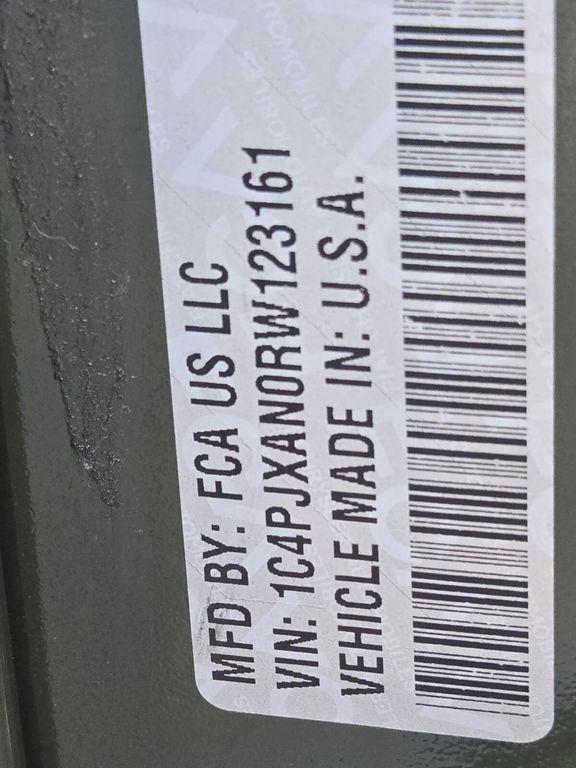 MFD BY: FCA US LLC
VIN: 1C4PJXAN0RW123161
VEHICLE MADE IN: U.S.A.